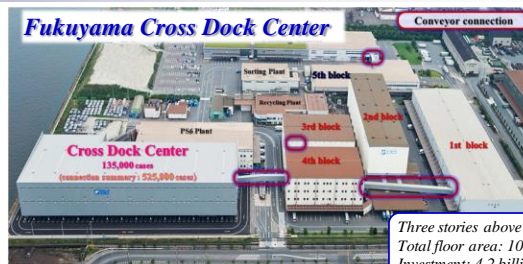 Fukuyama Cross Dock Center
Conveyor connection
Sorting Plant
5th block
Recycling Plant
2nd block
PS6 Plant
3rd block
1st block
Cross Dock Center
135,000 cases
(connection summary : 525,000 cases)
4th block
Three stories above
Total floor area: 10
Investment: 4.2 billi